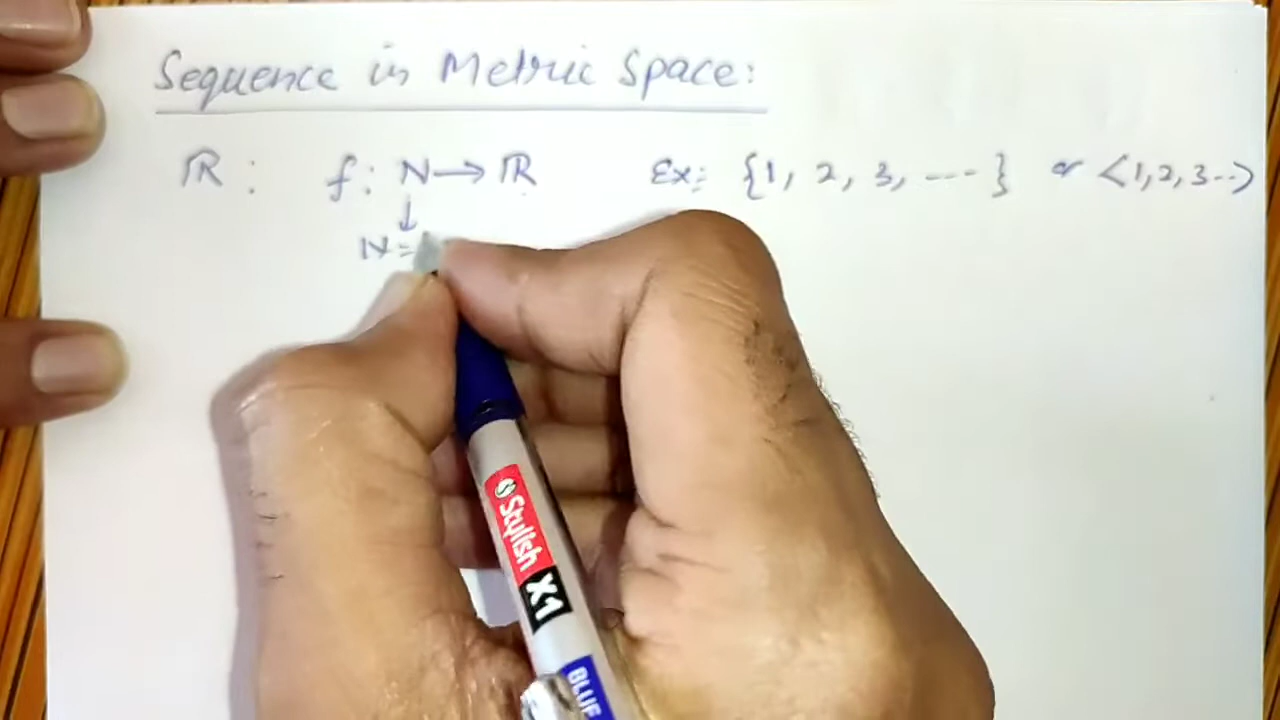 Sequence in Metric Space:
ℝ : f: N → ℝ Ex: {1, 2, 3, ---- } or <1,2,3-->
↓
N =
Stylish X1
BLUE